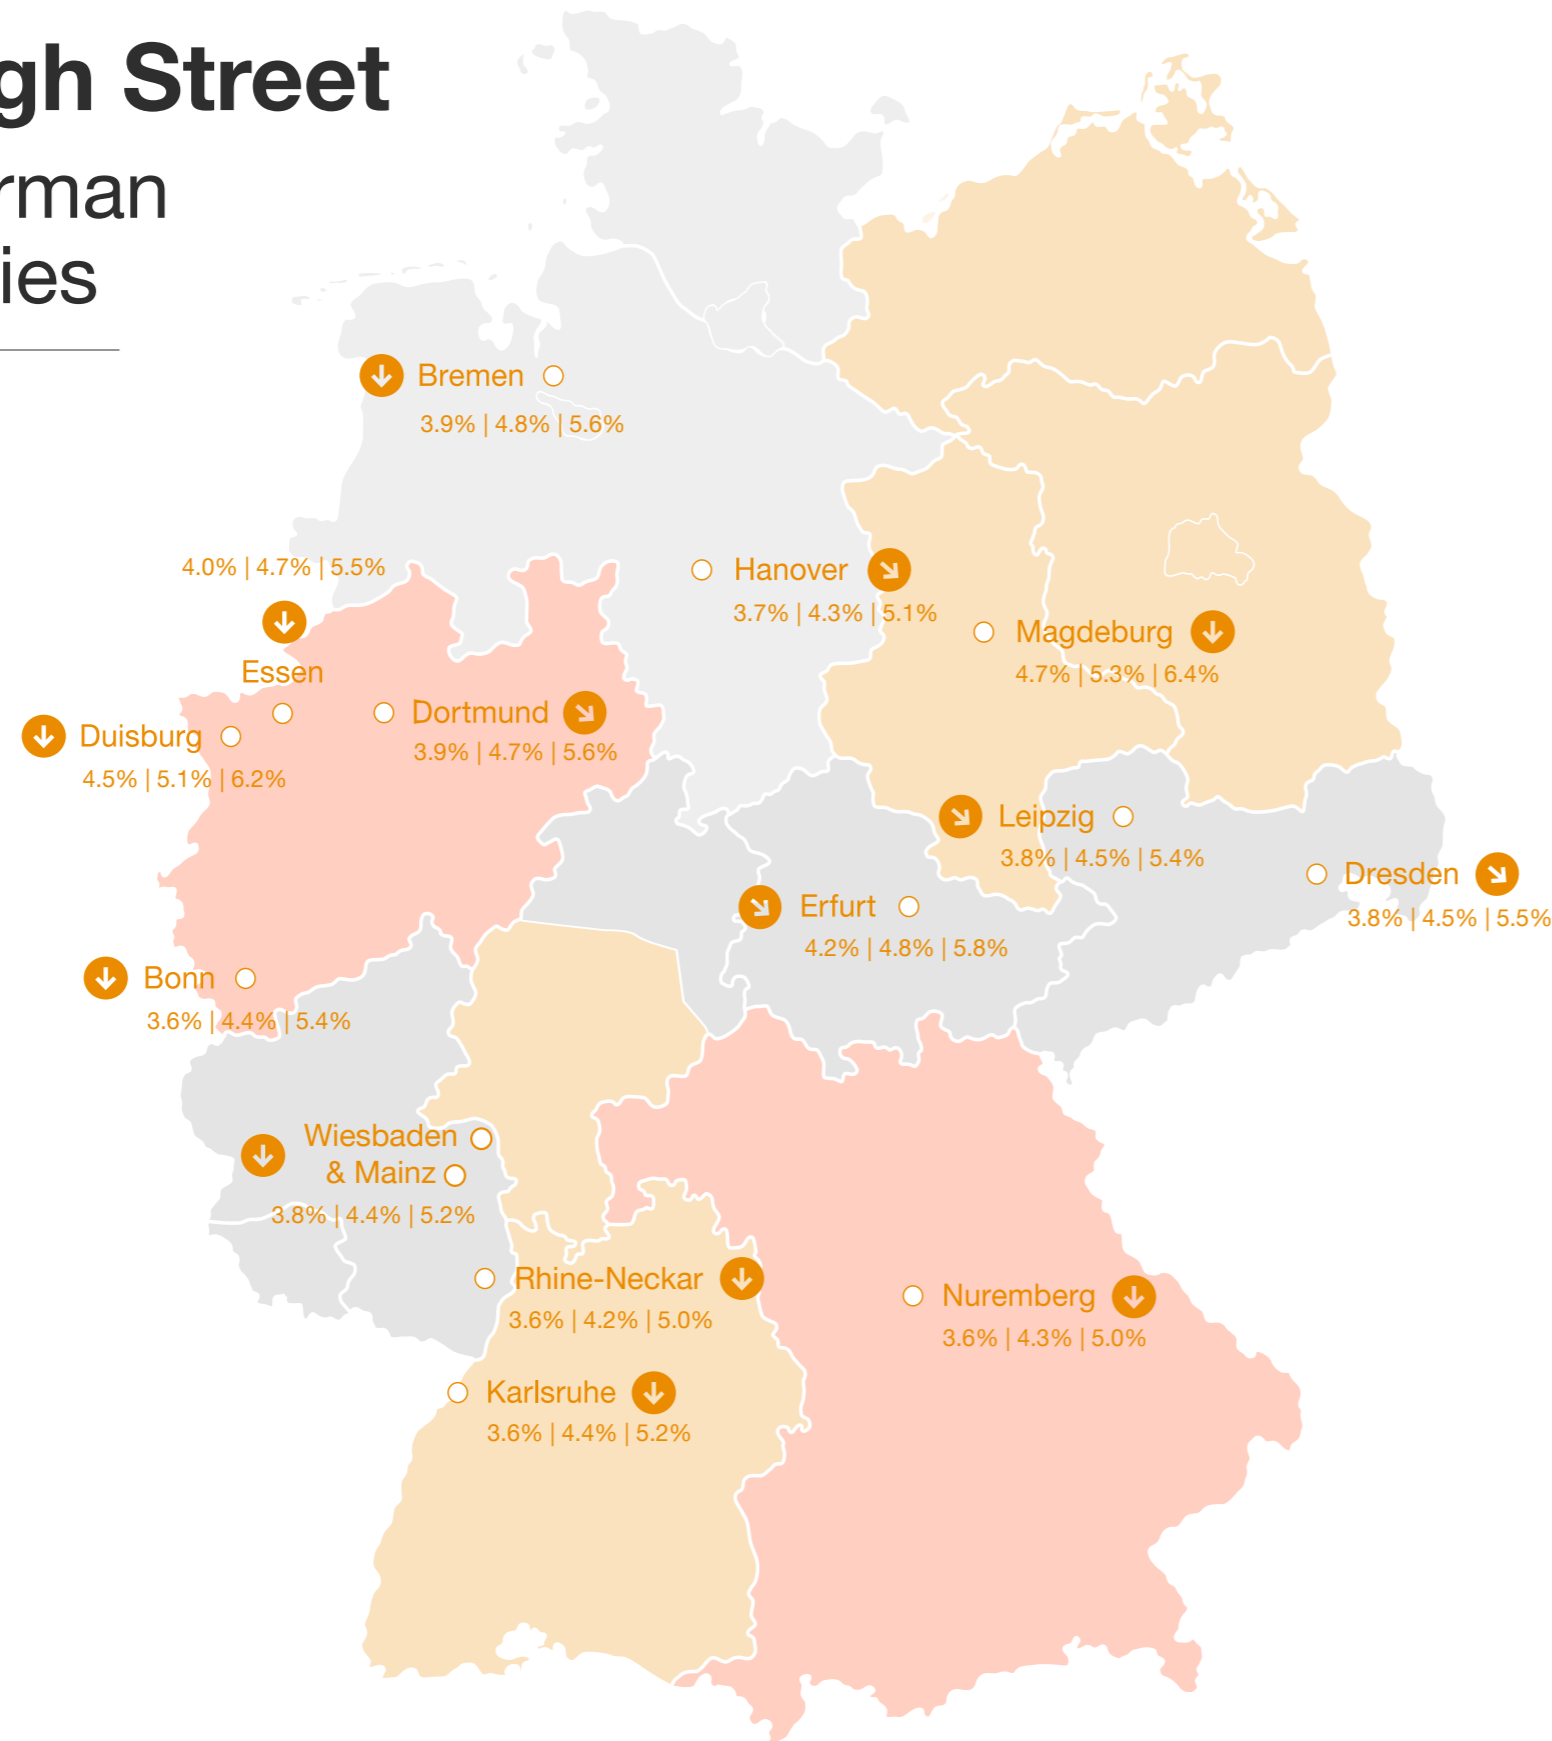 gh Street
rman
ies
Bremen
3.9% | 4.8% | 5.6%
4.0% | 4.7% | 5.5%
Essen
Hanover
3.7% | 4.3% | 5.1%
Magdeburg
4.7% | 5.3% | 6.4%
Duisburg
4.5% | 5.1% | 6.2%
Dortmund
3.9% | 4.7% | 5.6%
Leipzig
3.8% | 4.5% | 5.4%
Dresden
3.8% | 4.5% | 5.5%
Erfurt
4.2% | 4.8% | 5.8%
Bonn
3.6% | 4.4% | 5.4%
Wiesbaden
& Mainz
3.8% | 4.4% | 5.2%
Rhine-Neckar
3.6% | 4.2% | 5.0%
Nuremberg
3.6% | 4.3% | 5.0%
Karlsruhe
3.6% | 4.4% | 5.2%